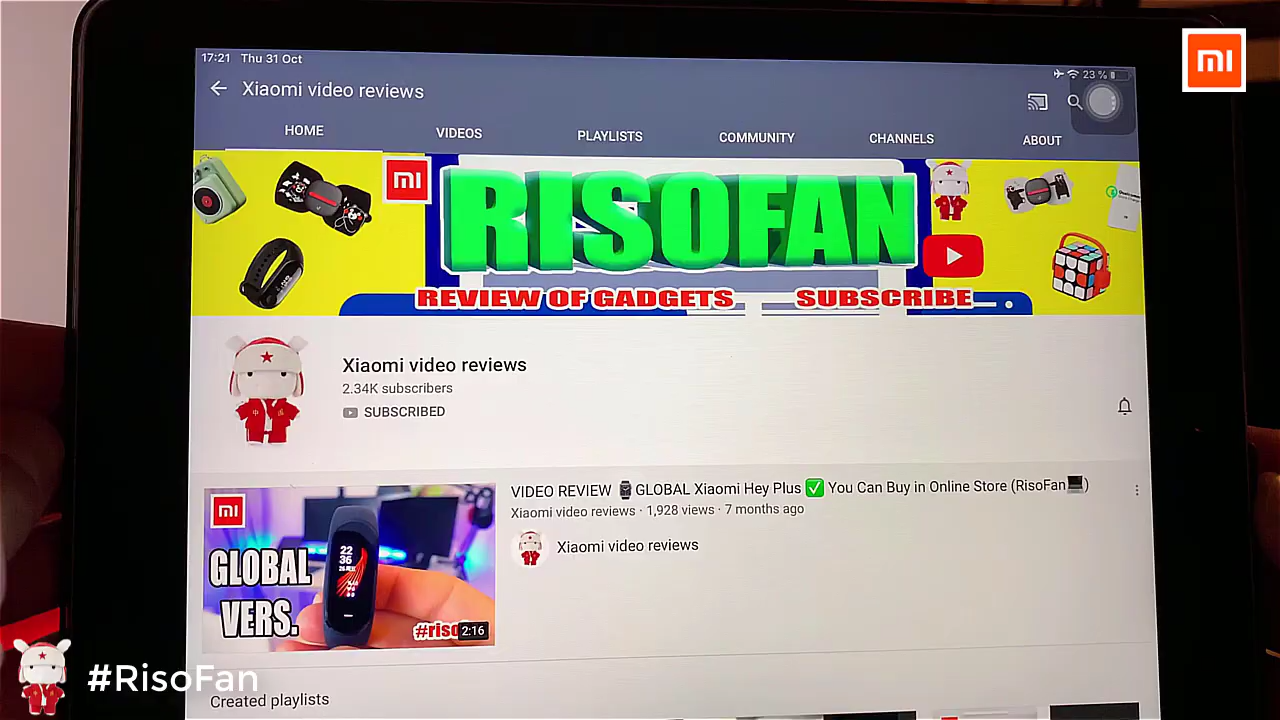 17:21 Thu 31 Oct
23 %
Xiaomi video reviews
HOME
VIDEOS
PLAYLISTS
COMMUNITY
CHANNELS
ABOUT
mi
mi
RISOFAN
REVIEW OF GADGETS
SUBSCRIBE
Xiaomi video reviews
2.34K subscribers
SUBSCRIBED
mi
GLOBAL
VERS.
22
36
#riso
2:16
VIDEO REVIEW ⌚GLOBAL Xiaomi Hey Plus ✅ You Can Buy in Online Store (RisoFan💻)
Xiaomi video reviews · 1,928 views · 7 months ago
Xiaomi video reviews
Created playlists
#RisoFan